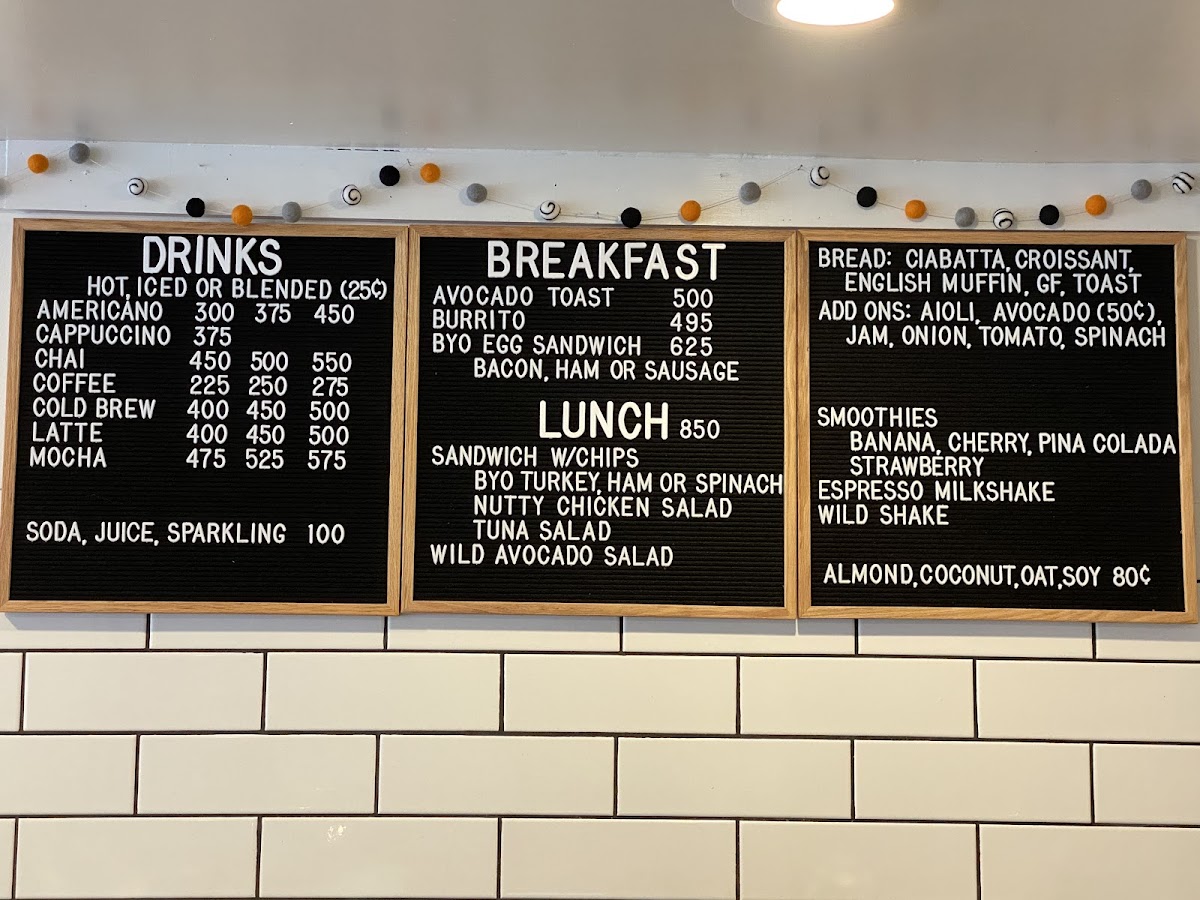 DRINKS
HOT, ICED OR BLENDED (25¢)
AMERICANO 300 375 450
CAPPUCCINO 375
CHAI 450 500 550
COFFEE 225 250 275
COLD BREW 400 450 500
LATTE 400 450 500
MOCHA 475 525 575
SODA, JUICE, SPARKLING 100
BREAKFAST
AVOCADO TOAST 500
BURRITO 495
BYO EGG SANDWICH 625
BACON, HAM OR SAUSAGE
LUNCH 850
SANDWICH W/CHIPS
BYO TURKEY, HAM OR SPINACH
NUTTY CHICKEN SALAD
TUNA SALAD
WILD AVOCADO SALAD
BREAD: CIABATTA, CROISSANT,
ENGLISH MUFFIN, GF, TOAST
ADD ONS: AIOLI, AVOCADO (50¢),
JAM, ONION, TOMATO, SPINACH
SMOOTHIES
BANANA, CHERRY, PINA COLADA
STRAWBERRY
ESPRESSO MILKSHAKE
WILD SHAKE
ALMOND, COCONUT, OAT, SOY 80¢